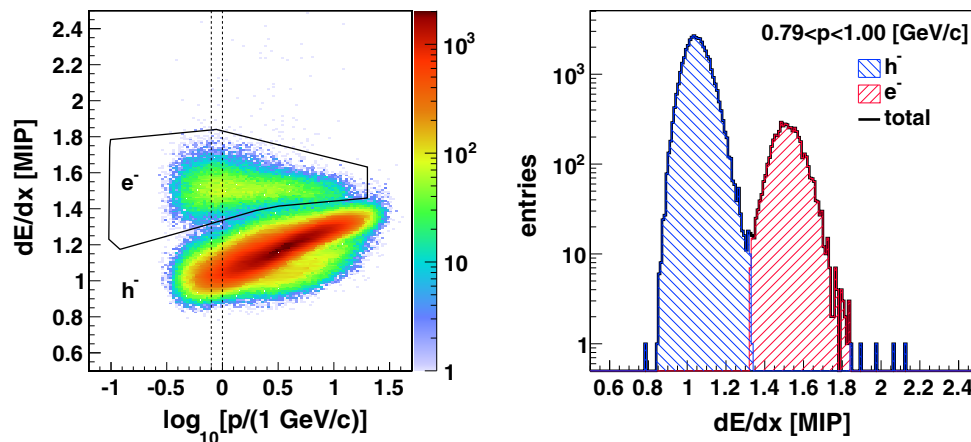 dE/dx [MIP]
2.4
2.2
2
1.8
1.6
1.4
1.2
1
0.8
0.6
e⁻
h⁻
-1 -0.5 0 0.5 1 1.5
log₁₀[p/(1 GeV/c)]
10³
10²
10
1
entries
10³
10²
10
1
0.79<p<1.00 [GeV/c]
h⁻
e⁻
total
0.6 0.8 1 1.2 1.4 1.6 1.8 2 2.2 2.4
dE/dx [MIP]